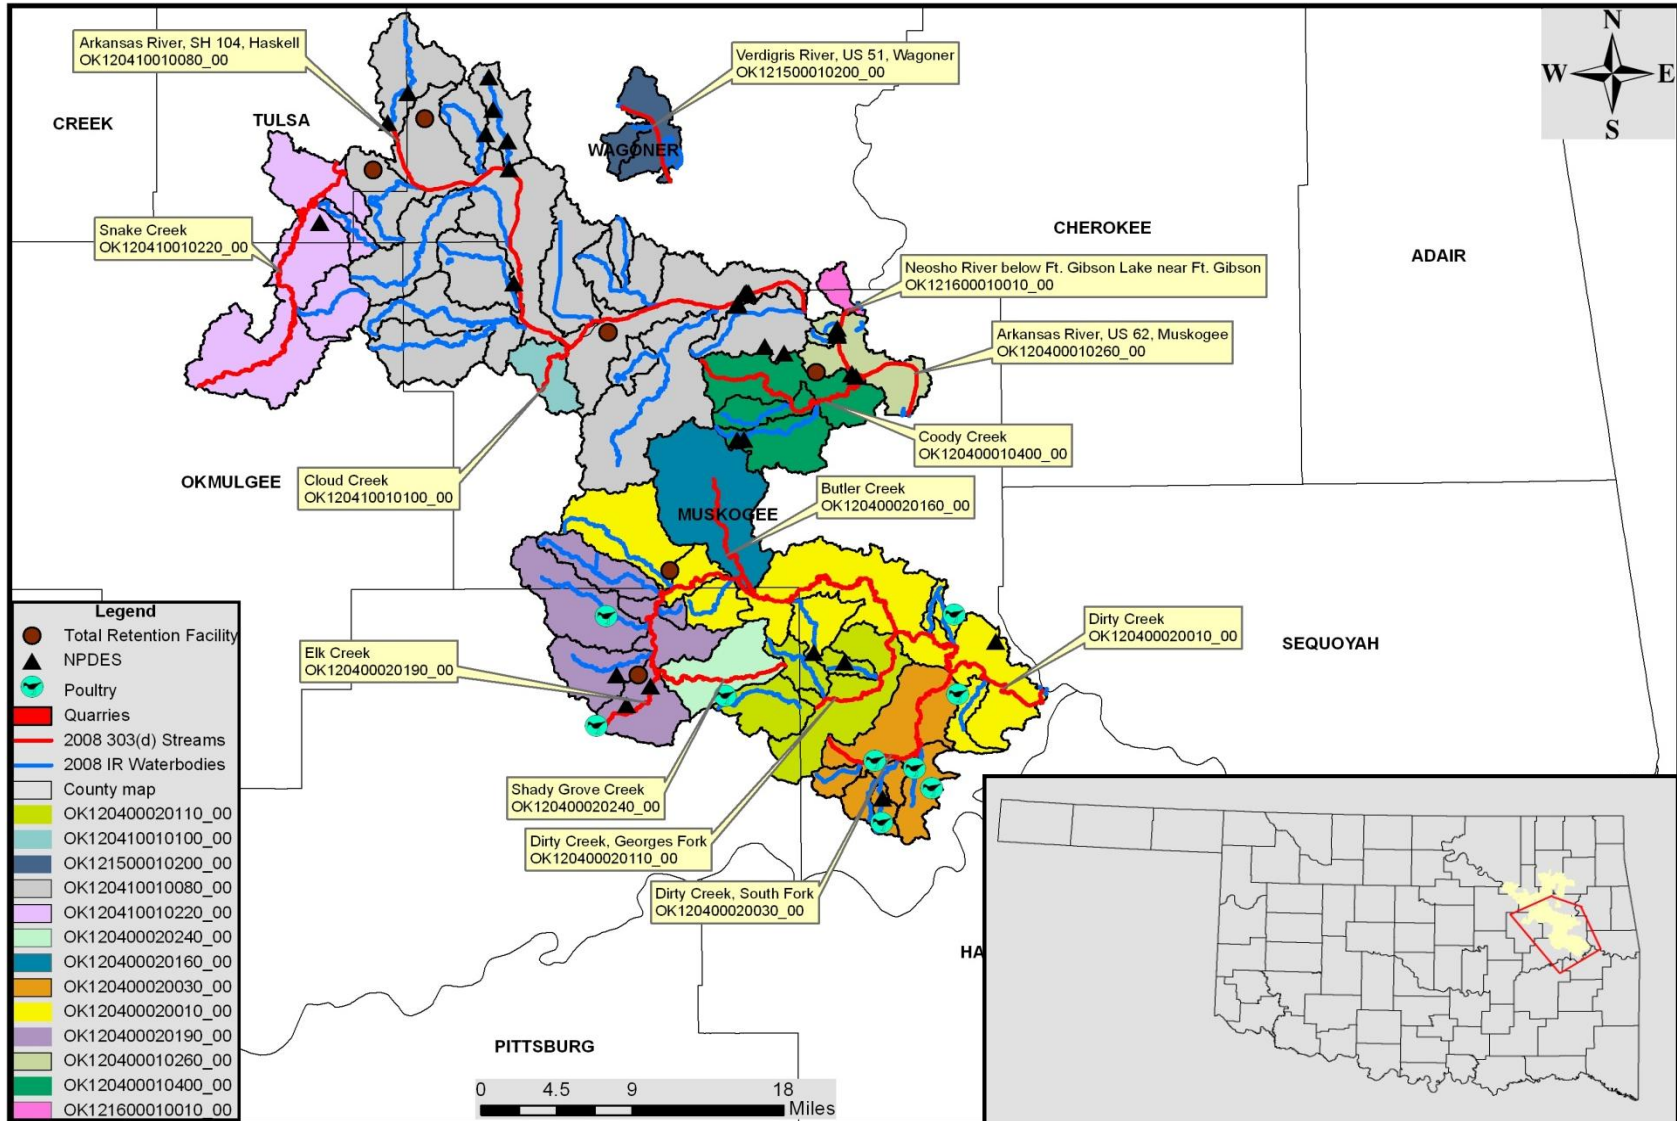 Arkansas River, SH 104, Haskell
OK120410010080_00
Verdigris River, US 51, Wagoner
OK121500010200_00
N
W
E
S
CREEK
TULSA
WAGONER
Snake Creek
OK120410010220_00
CHEROKEE
ADAIR
Neosho River below Ft. Gibson Lake near Ft. Gibson
OK121600010010_00
Arkansas River, US 62, Muskogee
OK120400010260_00
Coody Creek
OK120400010400_00
OKMULGEE
Cloud Creek
OK120410010100_00
Butler Creek
OK120400020160_00
MUSKOGEE
Dirty Creek
OK120400020010_00
SEQUOYAH
Elk Creek
OK120400020190_00
Shady Grove Creek
OK120400020240_00
Dirty Creek, Georges Fork
OK120400020110_00
Dirty Creek, South Fork
OK120400020030_00
HA
PITTSBURG
Legend
Total Retention Facility
NPDES
Poultry
Quarries
2008 303(d) Streams
2008 IR Waterbodies
County map
OK120400020110_00
OK120410010100_00
OK121500010200_00
OK120410010080_00
OK120410010220_00
OK120400020240_00
OK120400020160_00
OK120400020030_00
OK120400020010_00
OK120400020190_00
OK120400010260_00
OK120400010400_00
OK121600010010_00
0 4.5 9 18
Miles